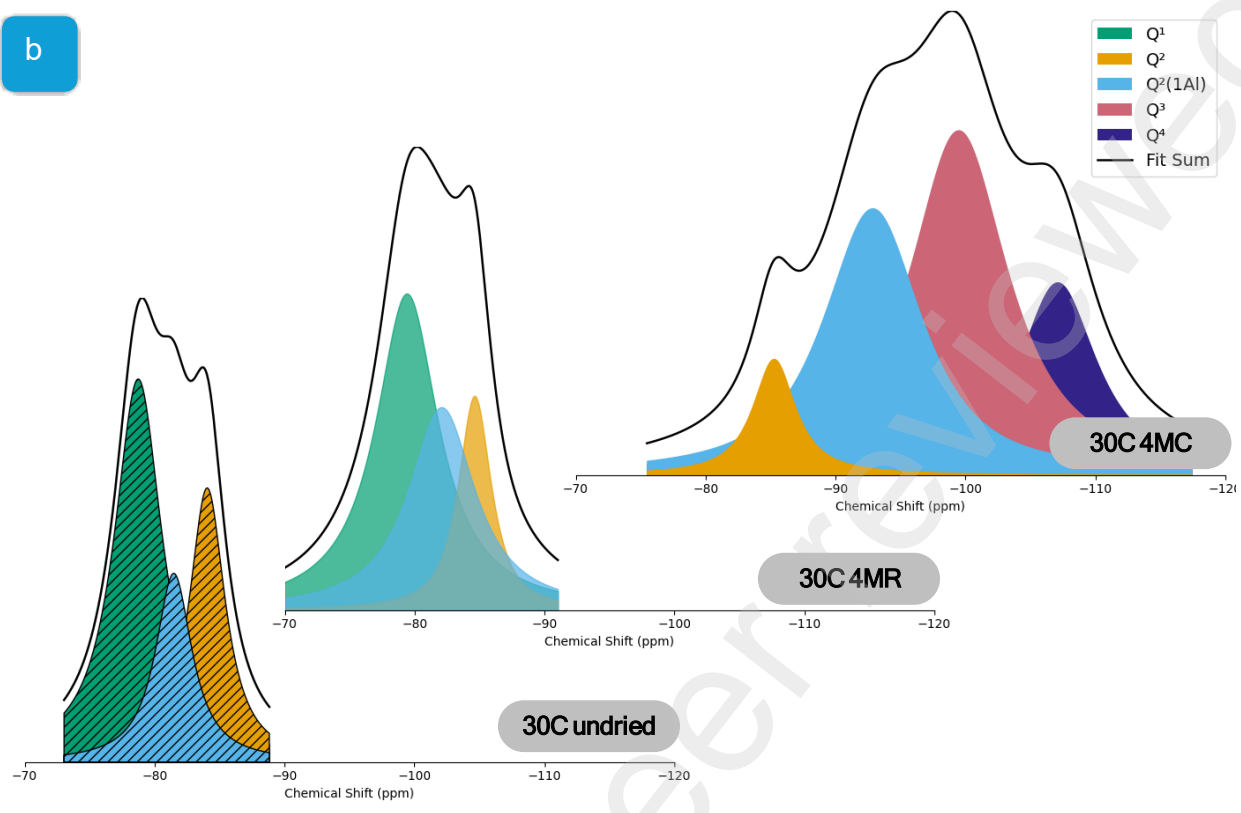 b
Q¹
Q²
Q²(1Al)
Q³
Q⁴
Fit Sum
30C 4MC
−70 −80 −90 −100 −110
Chemical Shift (ppm)
30C 4MR
−70 −80 −90 −100 −110 −120
Chemical Shift (ppm)
30C undried
−70 −80 −90 −100 −110 −120
Chemical Shift (ppm)
eer reviewed